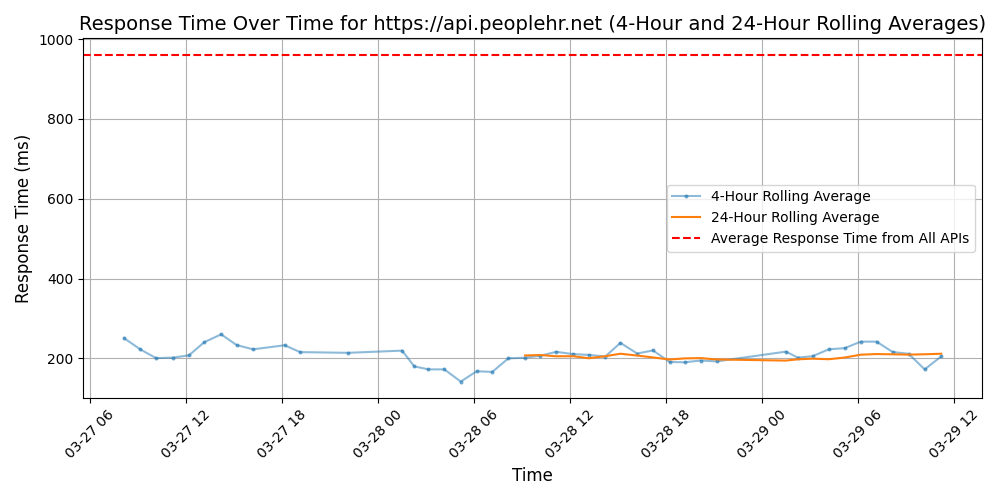 Response Time Over Time for https://api.peoplehr.net (4-Hour and 24-Hour Rolling Averages)
Response Time (ms)
1000
800
600
400
200
4-Hour Rolling Average
24-Hour Rolling Average
Average Response Time from All APIs
03-27 06
03-27 12
03-27 18
03-28 00
03-28 06
03-28 12
03-28 18
03-29 00
03-29 06
03-29 12
Time